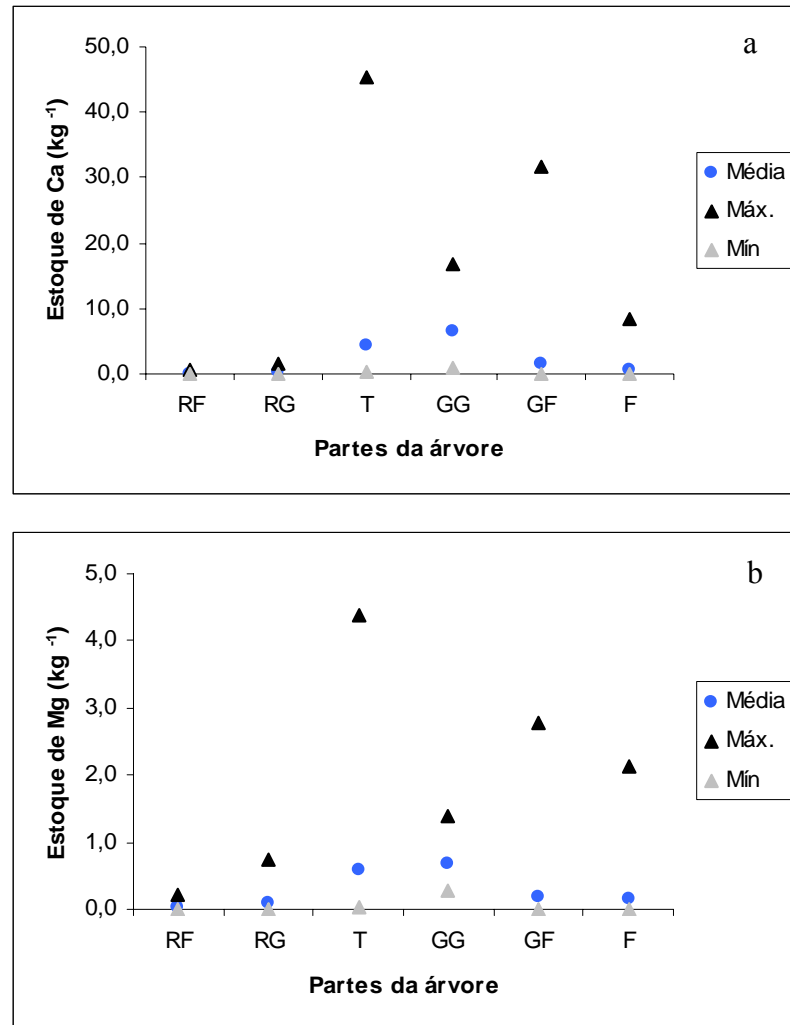 a
50,0
40,0
30,0
20,0
10,0
0,0
Estoque de Ca (kg ⁻¹)
RF RG T GG GF F
Partes da árvore
Média
Máx.
Mín
b
5,0
4,0
3,0
2,0
1,0
0,0
Estoque de Mg (kg ⁻¹)
RF RG T GG GF F
Partes da árvore
Média
Máx.
Mín